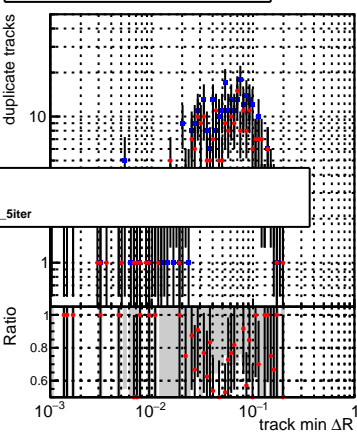 duplicate tracks
10
_5iter
1
Ratio
1
0.8
0.6
10⁻³ 10⁻² 10⁻¹ 1
track min ΔR